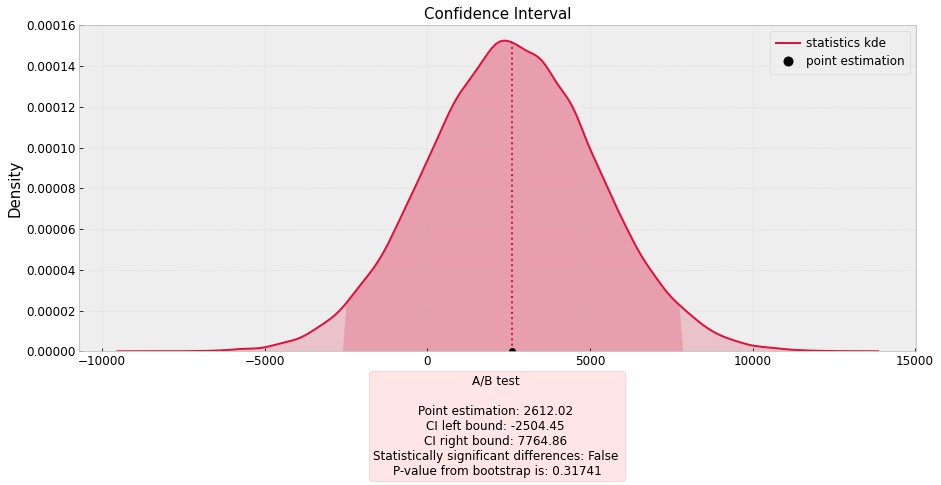 Confidence Interval
statistics kde
point estimation
Density
0.00016
0.00014
0.00012
0.00010
0.00008
0.00006
0.00004
0.00002
0.00000
−10000
−5000
0
5000
10000
15000
A/B test
Point estimation: 2612.02
CI left bound: -2504.45
CI right bound: 7764.86
Statistically significant differences: False
P-value from bootstrap is: 0.31741